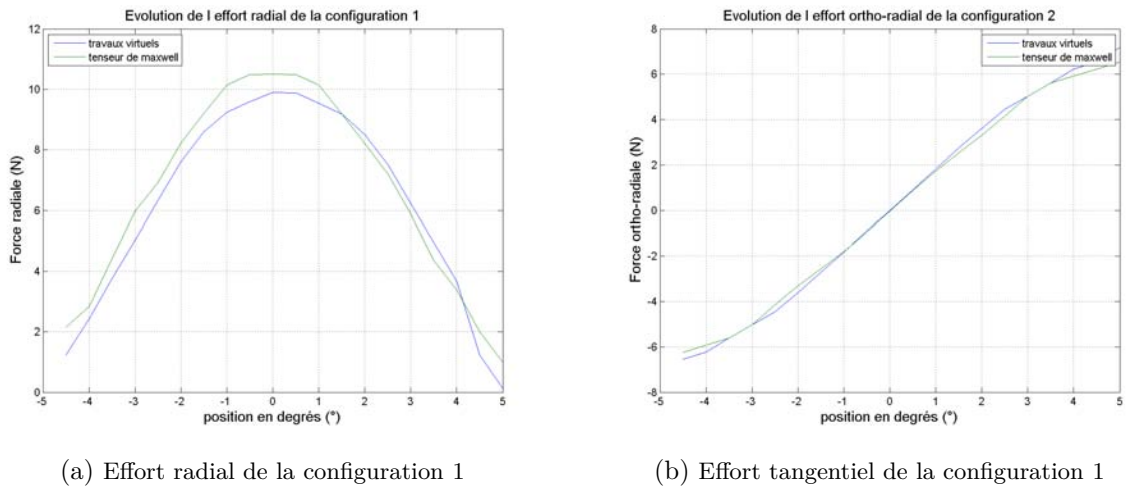 Evolution de l effort radial de la configuration 1
travaux virtuels
tenseur de maxwell
Force radiale (N)
12
10
8
6
4
2
0
-5 -4 -3 -2 -1 0 1 2 3 4 5
position en degrés (°)
(a) Effort radial de la configuration 1
Evolution de l effort ortho-radial de la configuration 2
travaux virtuels
tenseur de maxwell
Force ortho-radiale (N)
8
6
4
2
0
-2
-4
-6
-8
-5 -4 -3 -2 -1 0 1 2 3 4 5
position en degrés (°)
(b) Effort tangentiel de la configuration 1